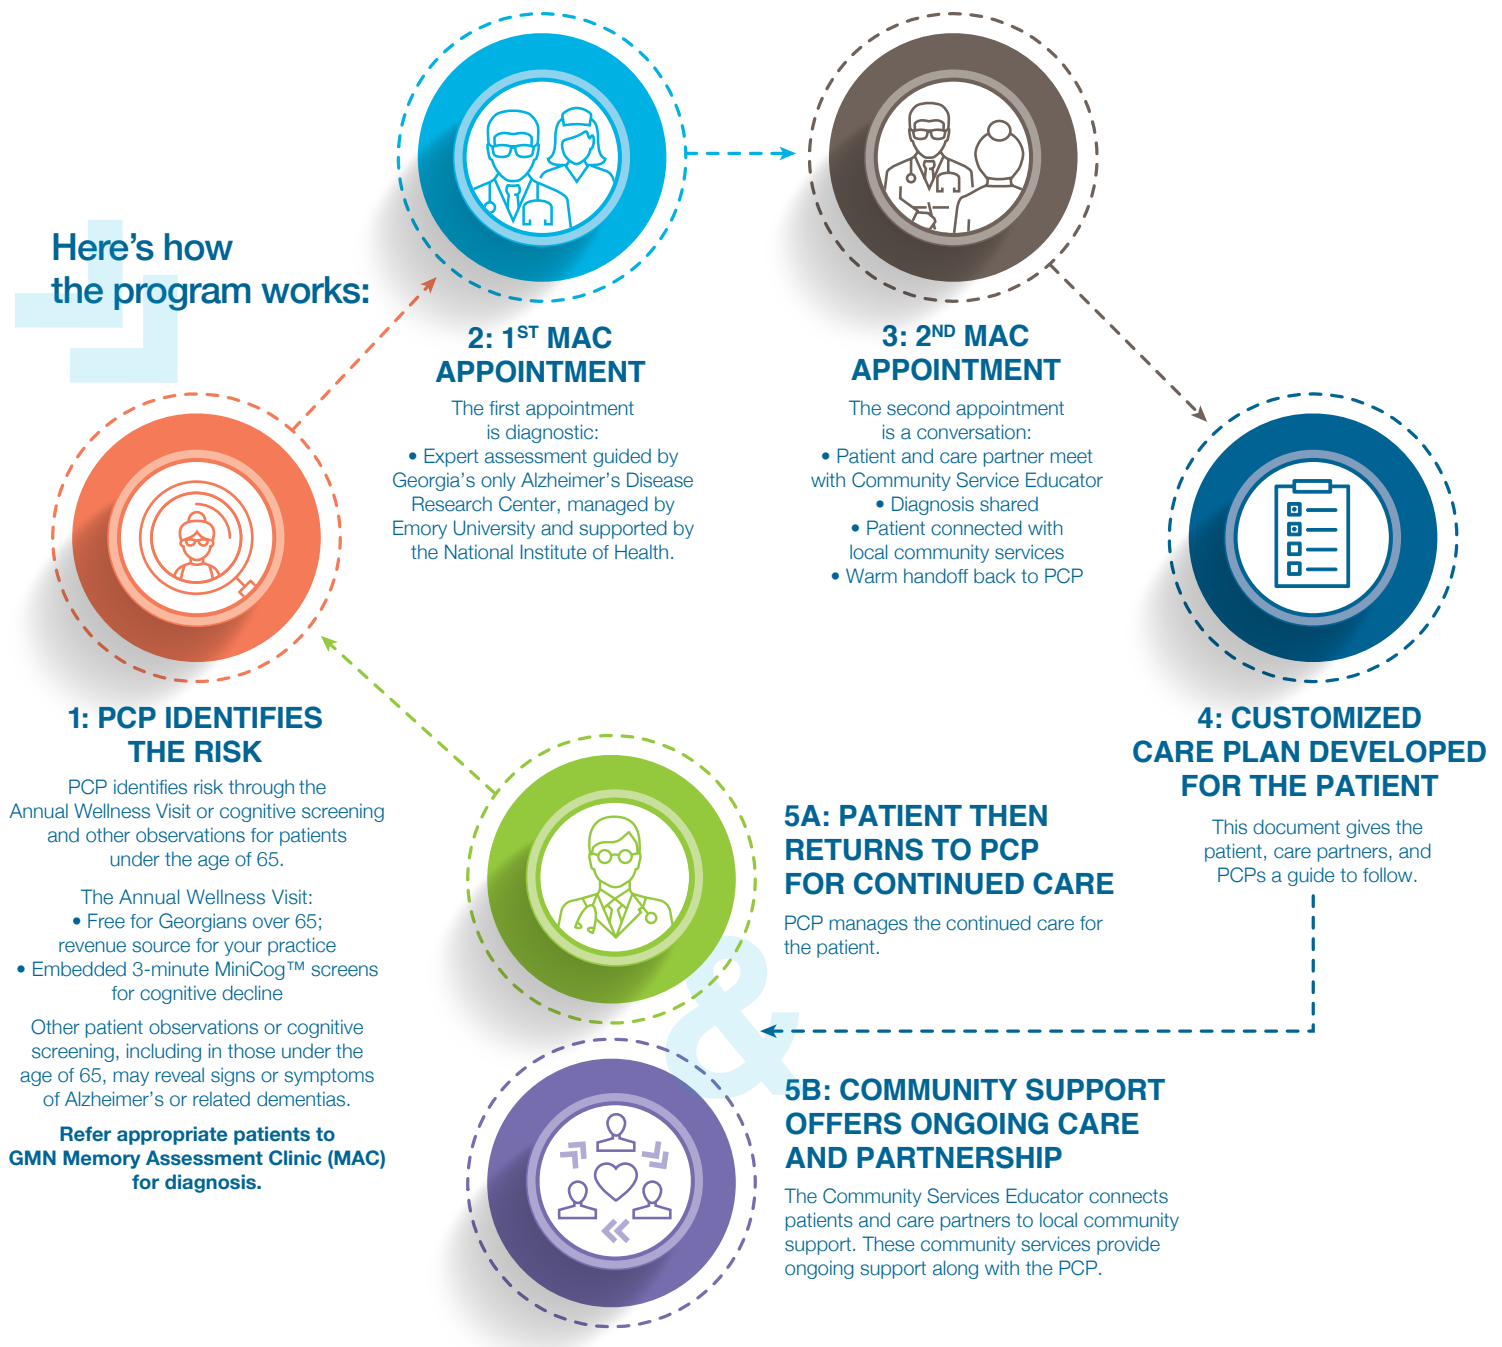 Here's how
the program works:
1: PCP IDENTIFIES
THE RISK
PCP identifies risk through the
Annual Wellness Visit or cognitive screening
and other observations for patients
under the age of 65.
The Annual Wellness Visit:
• Free for Georgians over 65;
revenue source for your practice
• Embedded 3-minute MiniCog™ screens
for cognitive decline
Other patient observations or cognitive
screening, including in those under the
age of 65, may reveal signs or symptoms
of Alzheimer's or related dementias.
Refer appropriate patients to
GMN Memory Assessment Clinic (MAC)
for diagnosis.
2: 1ST MAC
APPOINTMENT
The first appointment
is diagnostic:
• Expert assessment guided by
Georgia's only Alzheimer's Disease
Research Center, managed by
Emory University and supported by
the National Institute of Health.
3: 2ND MAC
APPOINTMENT
The second appointment
is a conversation:
• Patient and care partner meet
with Community Service Educator
• Diagnosis shared
• Patient connected with
local community services
• Warm handoff back to PCP
4: CUSTOMIZED
CARE PLAN DEVELOPED
FOR THE PATIENT
This document gives the
patient, care partners, and
PCPs a guide to follow.
5A: PATIENT THEN
RETURNS TO PCP
FOR CONTINUED CARE
PCP manages the continued care for
the patient.
&
5B: COMMUNITY SUPPORT
OFFERS ONGOING CARE
AND PARTNERSHIP
The Community Services Educator connects
patients and care partners to local community
support. These community services provide
ongoing support along with the PCP.